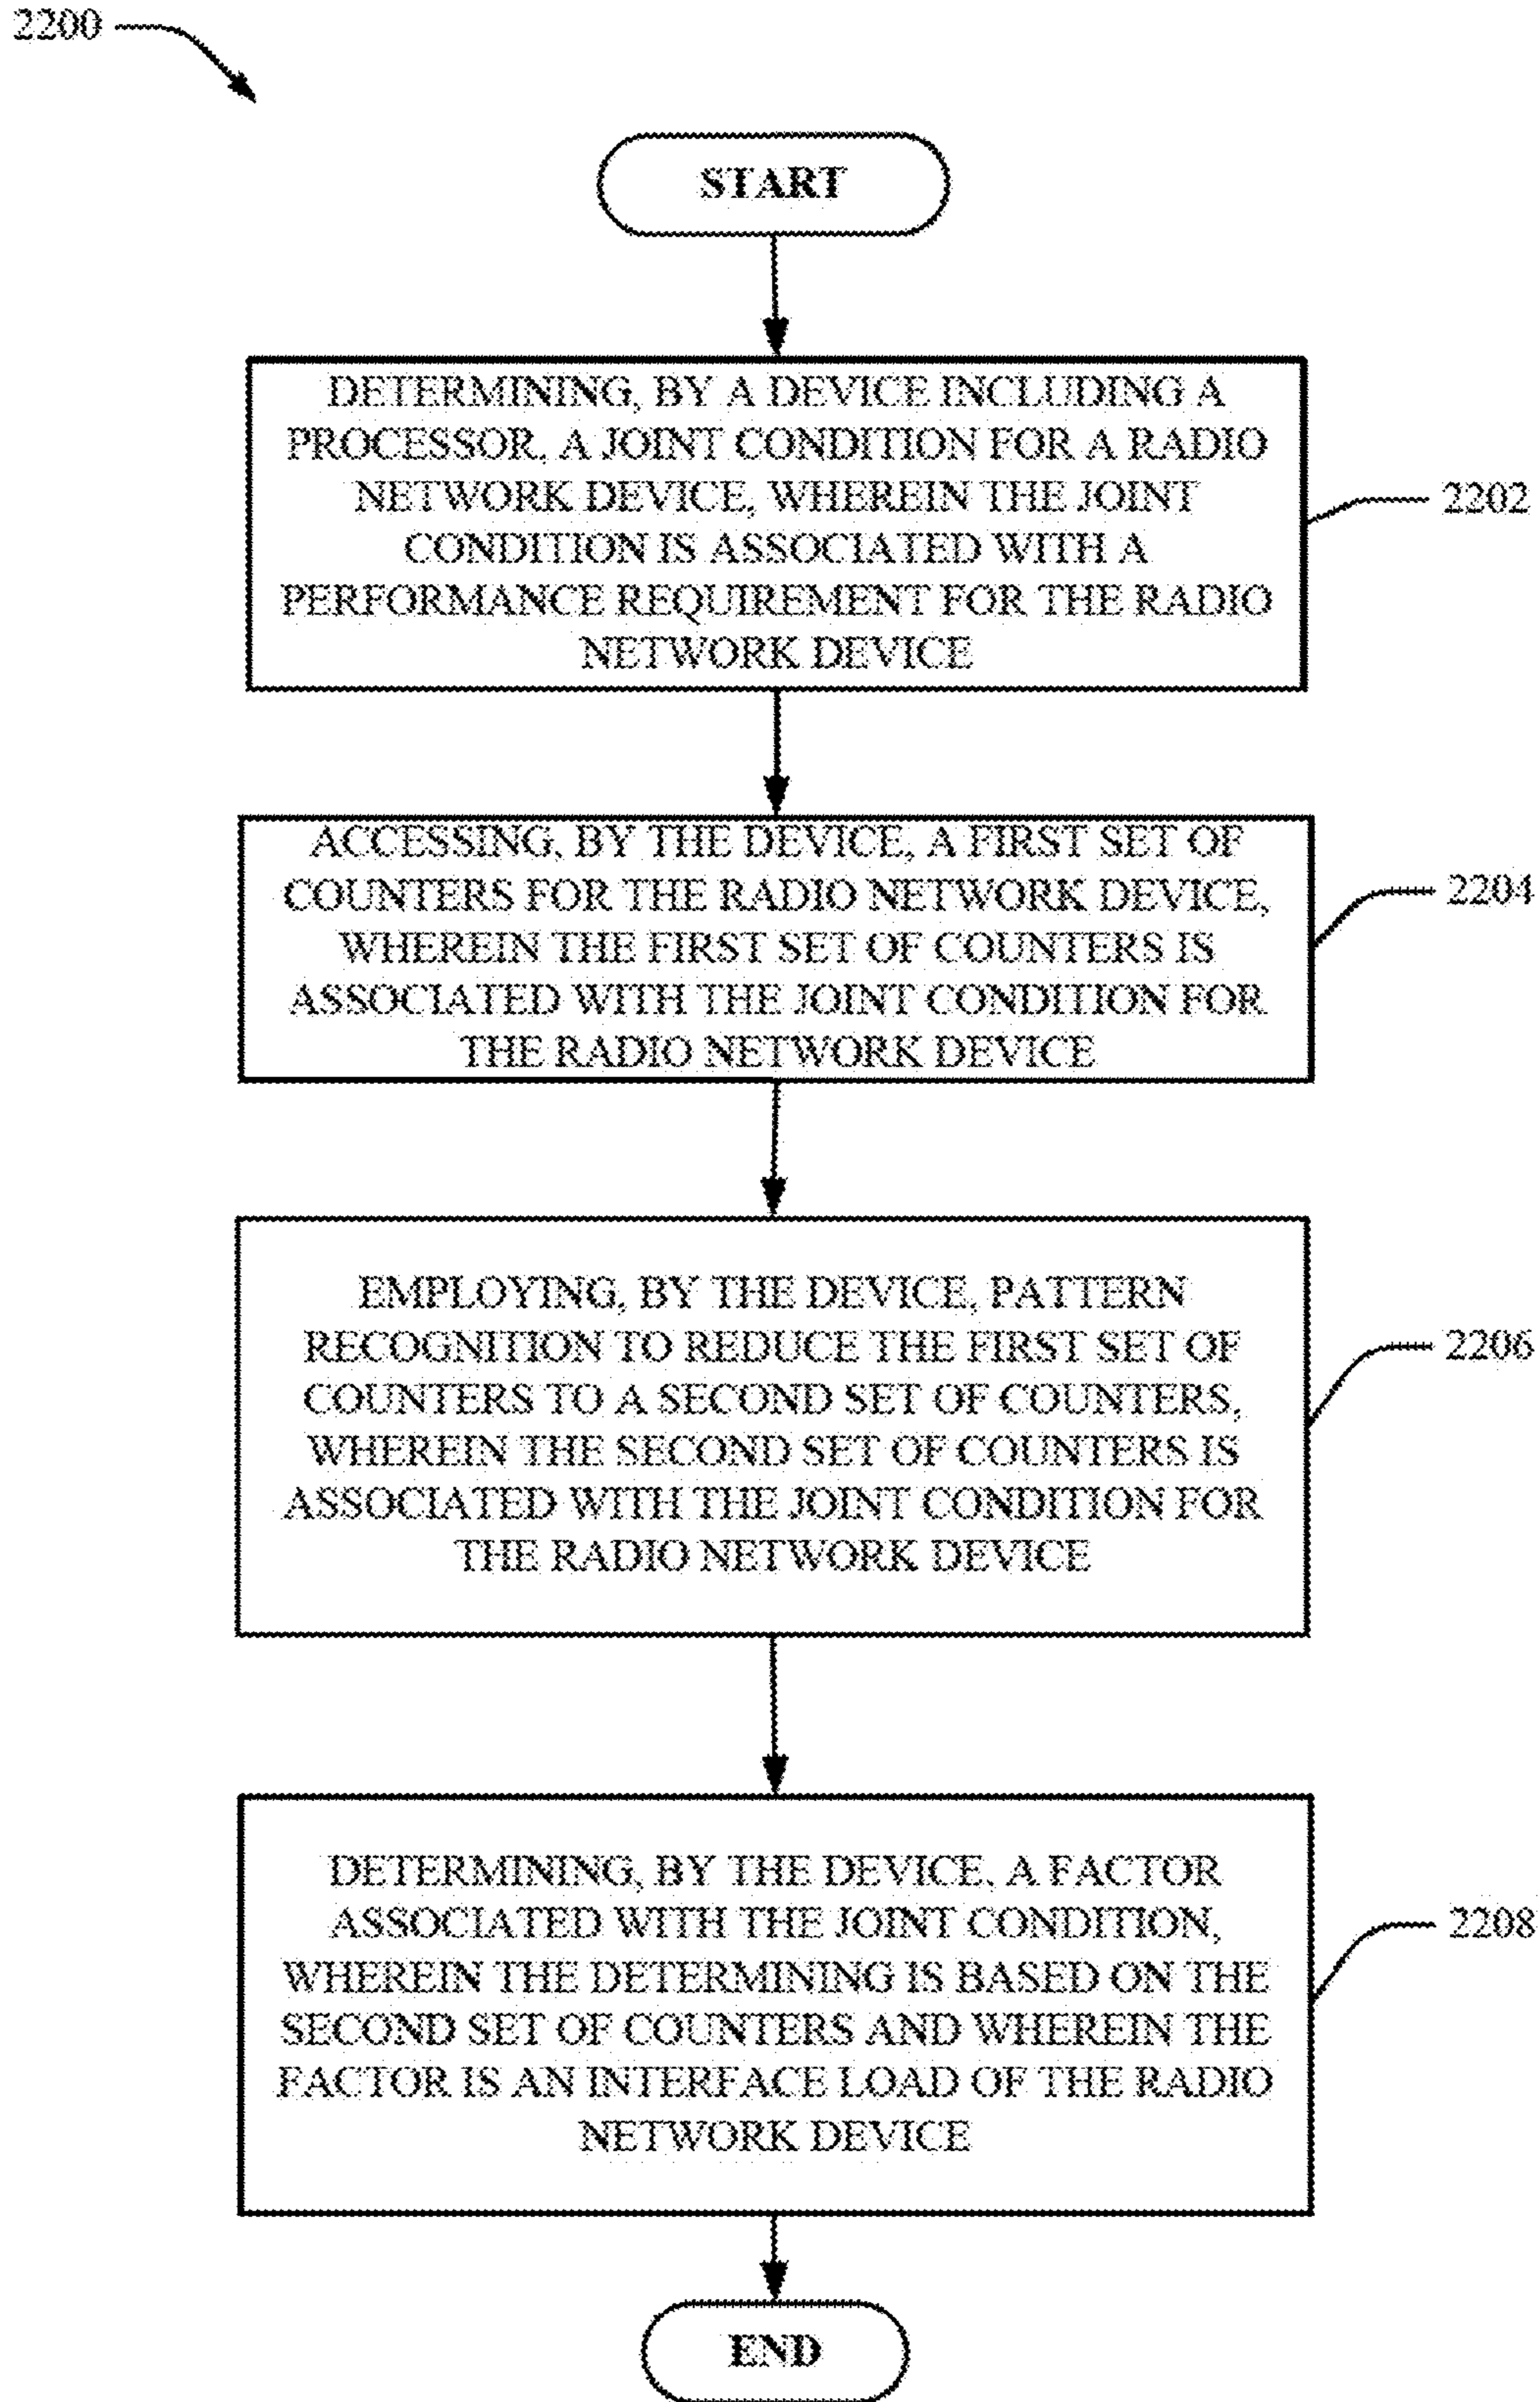 2200
START
DETERMINING, BY A DEVICE INCLUDING A
PROCESSOR, A JOINT CONDITION FOR A RADIO
NETWORK DEVICE, WHEREIN THE JOINT
CONDITION IS ASSOCIATED WITH A
PERFORMANCE REQUIREMENT FOR THE RADIO
NETWORK DEVICE
2202
ACCESSING, BY THE DEVICE, A FIRST SET OF
COUNTERS FOR THE RADIO NETWORK DEVICE,
WHEREIN THE FIRST SET OF COUNTERS IS
ASSOCIATED WITH THE JOINT CONDITION FOR
THE RADIO NETWORK DEVICE
2204
EMPLOYING, BY THE DEVICE, PATTERN
RECOGNITION TO REDUCE THE FIRST SET OF
COUNTERS TO A SECOND SET OF COUNTERS,
WHEREIN THE SECOND SET OF COUNTERS IS
ASSOCIATED WITH THE JOINT CONDITION FOR
THE RADIO NETWORK DEVICE
2206
DETERMINING, BY THE DEVICE, A FACTOR
ASSOCIATED WITH THE JOINT CONDITION,
WHEREIN THE DETERMINING IS BASED ON THE
SECOND SET OF COUNTERS AND WHEREIN THE
FACTOR IS AN INTERFACE LOAD OF THE RADIO
NETWORK DEVICE
2208
END